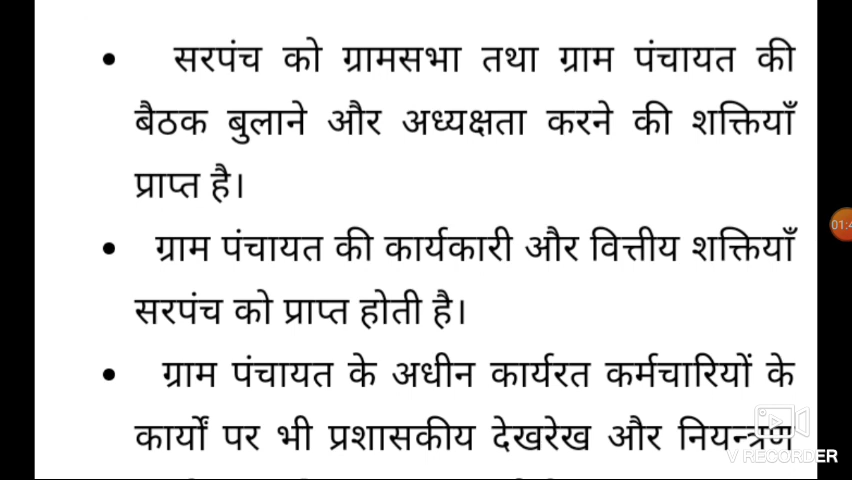 • सरपंच को ग्रामसभा तथा ग्राम पंचायत की
बैठक बुलाने और अध्यक्षता करने की शक्तियाँ
प्राप्त है।
• ग्राम पंचायत की कार्यकारी और वित्तीय शक्तियाँ
सरपंच को प्राप्त होती है।
• ग्राम पंचायत के अधीन कार्यरत कर्मचारियों के
कार्यों पर भी प्रशासकीय देखरेख और नियन्त्रण
V RECORDER